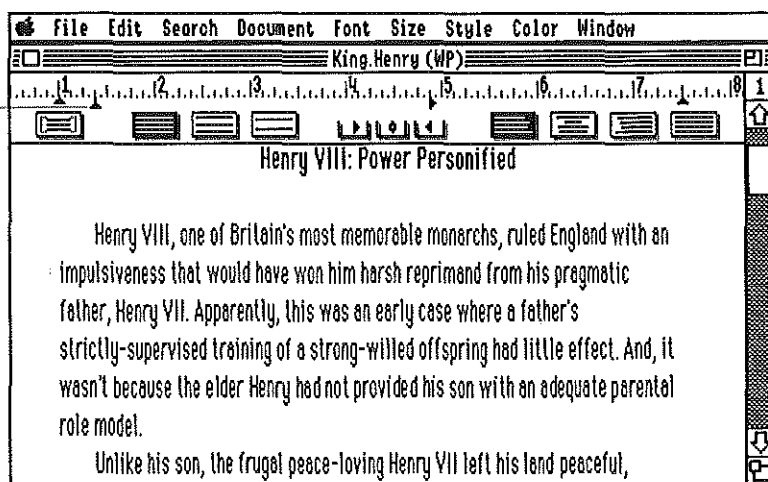 File Edit Search Document Font Size Style Color Window
King.Henry (WP)
1 2 3 4 5 6 7 8 1
Henry VIII: Power Personified
Henry VIII, one of Britain's most memorable monarchs, ruled England with an
impulsiveness that would have won him harsh reprimand from his pragmatic
father, Henry VII. Apparently, this was an early case where a father's
strictly-supervised training of a strong-willed offspring had little effect. And, it
wasn't because the elder Henry had not provided his son with an adequate parental
role model.
Unlike his son, the frugal peace-loving Henry VII left his land peaceful,